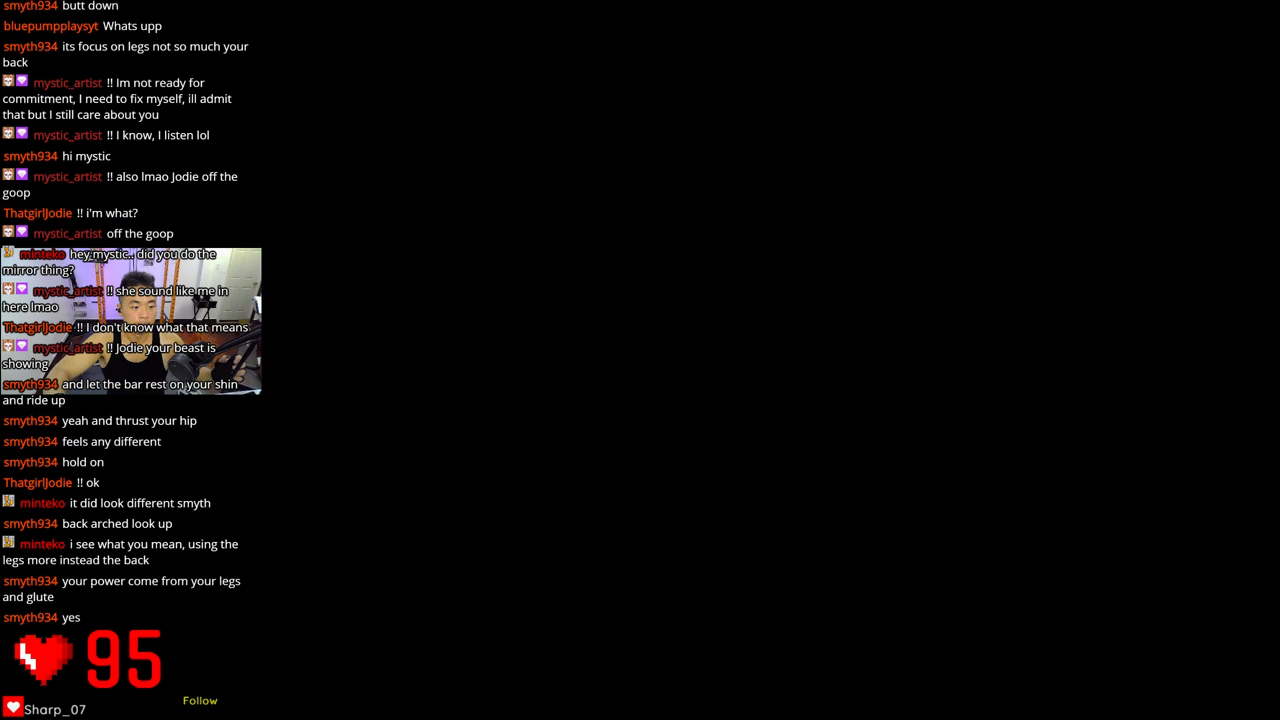 smyth934 butt down
bluepumpplaysyt Whats upp
smyth934 its focus on legs not so much your
back
mystic_artist !! Im not ready for
commitment, I need to fix myself, ill admit
that but I still care about you
mystic_artist !! I know, I listen lol
smyth934 hi mystic
mystic_artist !! also lmao Jodie off the
goop
ThatgirlJodie !! i'm what?
mystic_artist off the goop
minteko hey mystic.. did you do the
mirror thing?
mystic_artist !! she sound like me in
here lmao
ThatgirlJodie !! I don't know what that means
mystic_artist !! Jodie your beast is
showing
smyth934 and let the bar rest on your shin
and ride up
smyth934 yeah and thrust your hip
smyth934 feels any different
smyth934 hold on
ThatgirlJodie !! ok
minteko it did look different smyth
smyth934 back arched look up
minteko i see what you mean, using the
legs more instead the back
smyth934 your power come from your legs
and glute
smyth934 yes
95
Follow
Sharp_07